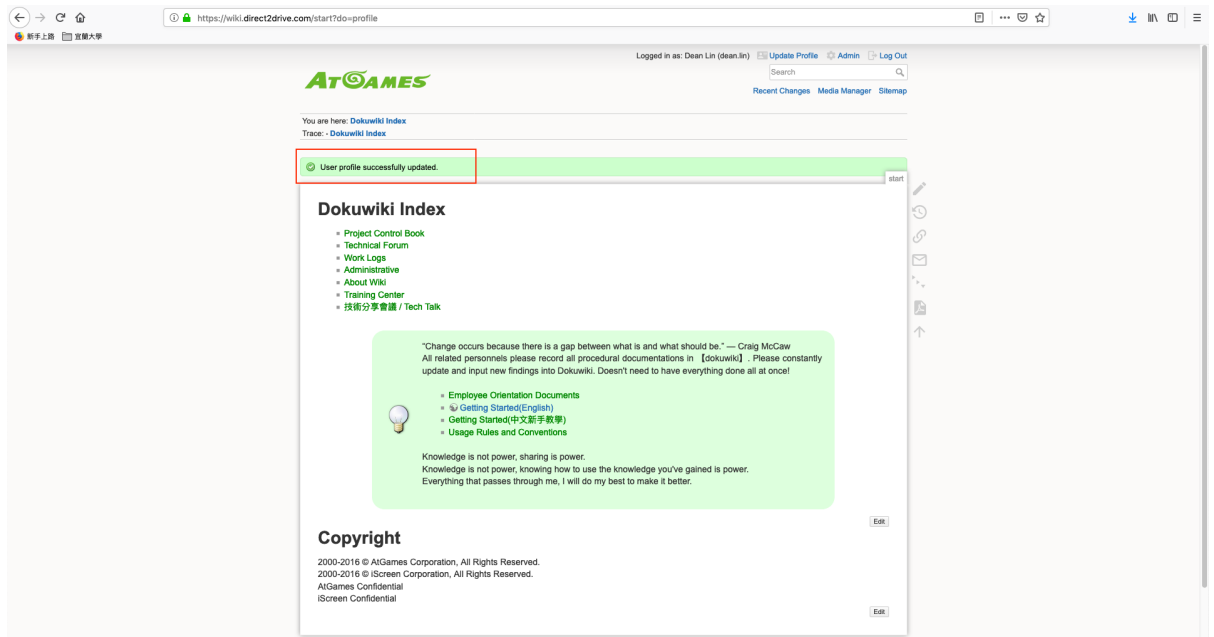 https://wiki.direct2drive.com/start?do=profile
新手上路 宜蘭大學
Logged in as: Dean Lin (dean.lin) Update Profile Admin Log Out
ATGAMES
Search
Recent Changes Media Manager Sitemap
You are here: Dokuwiki Index
Trace: • Dokuwiki Index
User profile successfully updated.
start
Dokuwiki Index
Project Control Book
Technical Forum
Work Logs
Administrative
About Wiki
Training Center
技術分享會議 / Tech Talk
"Change occurs because there is a gap between what is and what should be." — Craig McCaw
All related personnels please record all procedural documentations in 【dokuwiki】. Please constantly
update and input new findings into Dokuwiki. Doesn't need to have everything done all at once!
Employee Orientation Documents
Getting Started(English)
Getting Started(中文新手教學)
Usage Rules and Conventions
Knowledge is not power, sharing is power.
Knowledge is not power, knowing how to use the knowledge you've gained is power.
Everything that passes through me, I will do my best to make it better.
Edit
Copyright
2000-2016 © AtGames Corporation, All Rights Reserved.
2000-2016 © iScreen Corporation, All Rights Reserved.
AtGames Confidential
iScreen Confidential
Edit